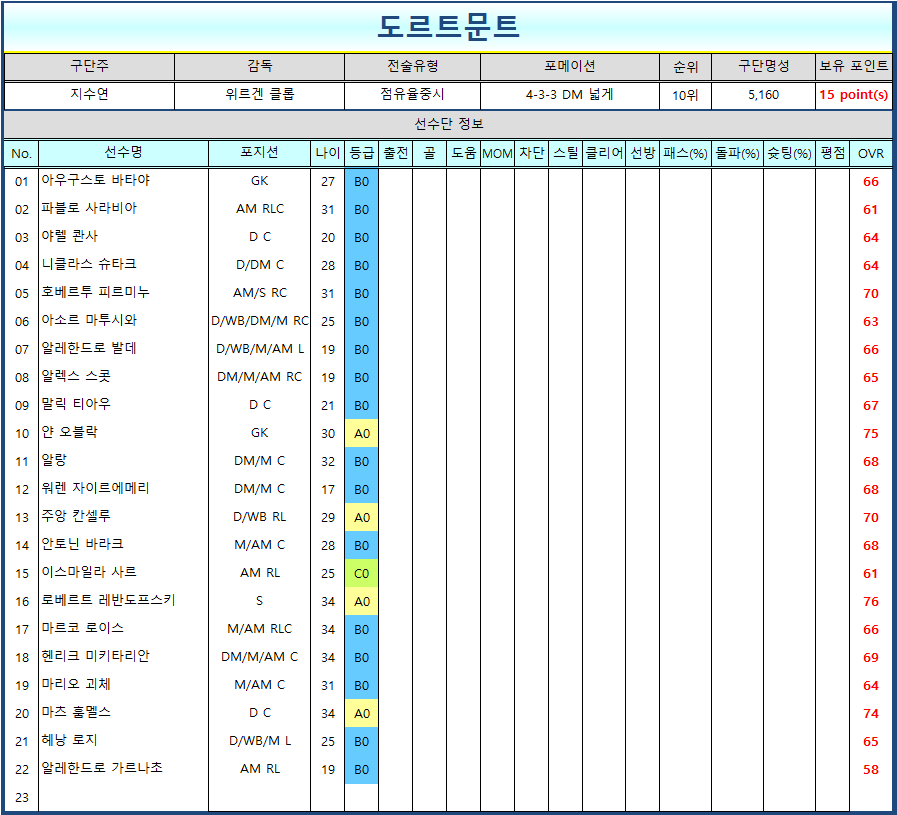 도르트문트
구단주 감독 전술유형 포메이션 순위 구단명성 보유 포인트
지수연 위르겐 클롭 점유율중시 4-3-3 DM 넓게 10위 5,160 15 point(s)
선수단 정보
No. 선수명 포지션 나이 등급 출전 골 도움 MOM 차단 스틸 클리어 선방 패스(%) 돌파(%) 슛팅(%) 평점 OVR
01 아우구스토 바타야 GK 27 B0 66
02 파블로 사라비아 AM RLC 31 B0 61
03 야렐 콴사 D C 20 B0 64
04 니클라스 슈타크 D/DM C 28 B0 64
05 호베르투 피르미누 AM/S RC 31 B0 70
06 아소르 마투시와 D/WB/DM/M RC 25 B0 63
07 알레한드로 발데 D/WB/M/AM L 19 B0 66
08 알렉스 스콧 DM/M/AM RC 19 B0 65
09 말릭 티아우 D C 21 B0 67
10 얀 오블락 GK 30 A0 75
11 알랑 DM/M C 32 B0 68
12 워렌 자이르에메리 DM/M C 17 B0 68
13 주앙 칸셀루 D/WB RL 29 A0 70
14 안토닌 바라크 M/AM C 28 B0 68
15 이스마일라 사르 AM RL 25 C0 61
16 로베르트 레반도프스키 S 34 A0 76
17 마르코 로이스 M/AM RLC 34 B0 66
18 헨리크 미키타리안 DM/M/AM C 34 B0 69
19 마리오 괴체 M/AM C 31 B0 64
20 마츠 훔멜스 D C 34 A0 74
21 헤낭 로지 D/WB/M L 25 B0 65
22 알레한드로 가르나초 AM RL 19 B0 58
23